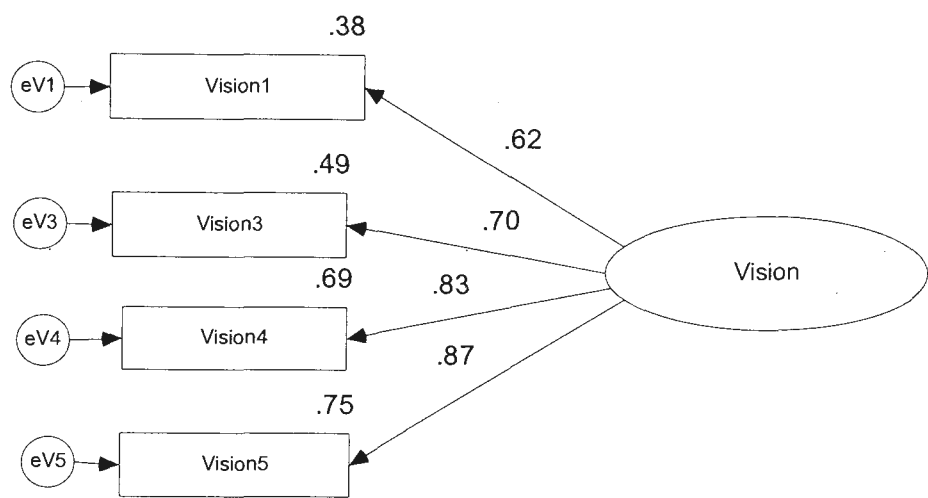 .38
eV1
Vision1
.62
.49
eV3
Vision3
.70
Vision
.69
.83
eV4
Vision4
.87
.75
eV5
Vision5